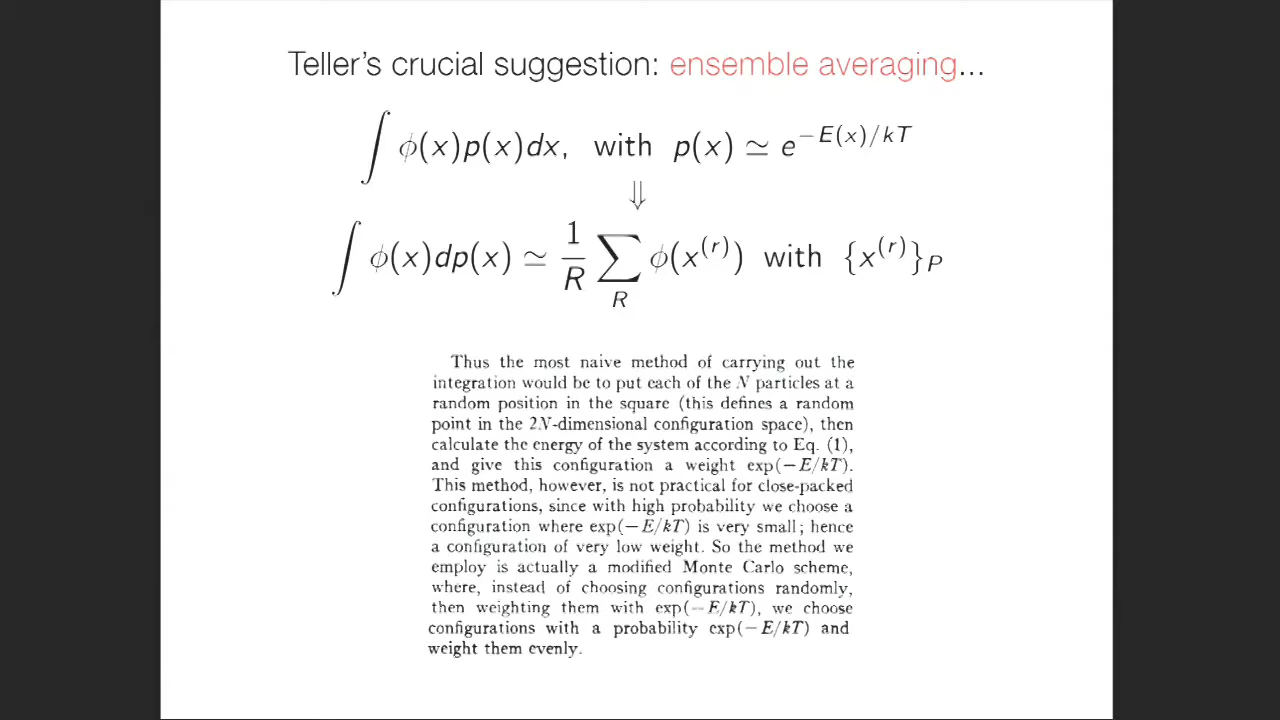 Teller's crucial suggestion: ensemble averaging...
∫ ϕ(x)p(x)dx, with p(x) ≃ e^{−E(x)/kT}
⇓
∫ ϕ(x)dp(x) ≃ 1/R ∑_R ϕ(x^{(r)}) with {x^{(r)}}_P
Thus the most naive method of carrying out the
integration would be to put each of the N particles at a
random position in the square (this defines a random
point in the 2N-dimensional configuration space), then
calculate the energy of the system according to Eq. (1),
and give this configuration a weight exp(−E/kT).
This method, however, is not practical for close-packed
configurations, since with high probability we choose a
configuration where exp(−E/kT) is very small; hence
a configuration of very low weight. So the method we
employ is actually a modified Monte Carlo scheme,
where, instead of choosing configurations randomly,
then weighting them with exp(−E/kT), we choose
configurations with a probability exp(−E/kT) and
weight them evenly.